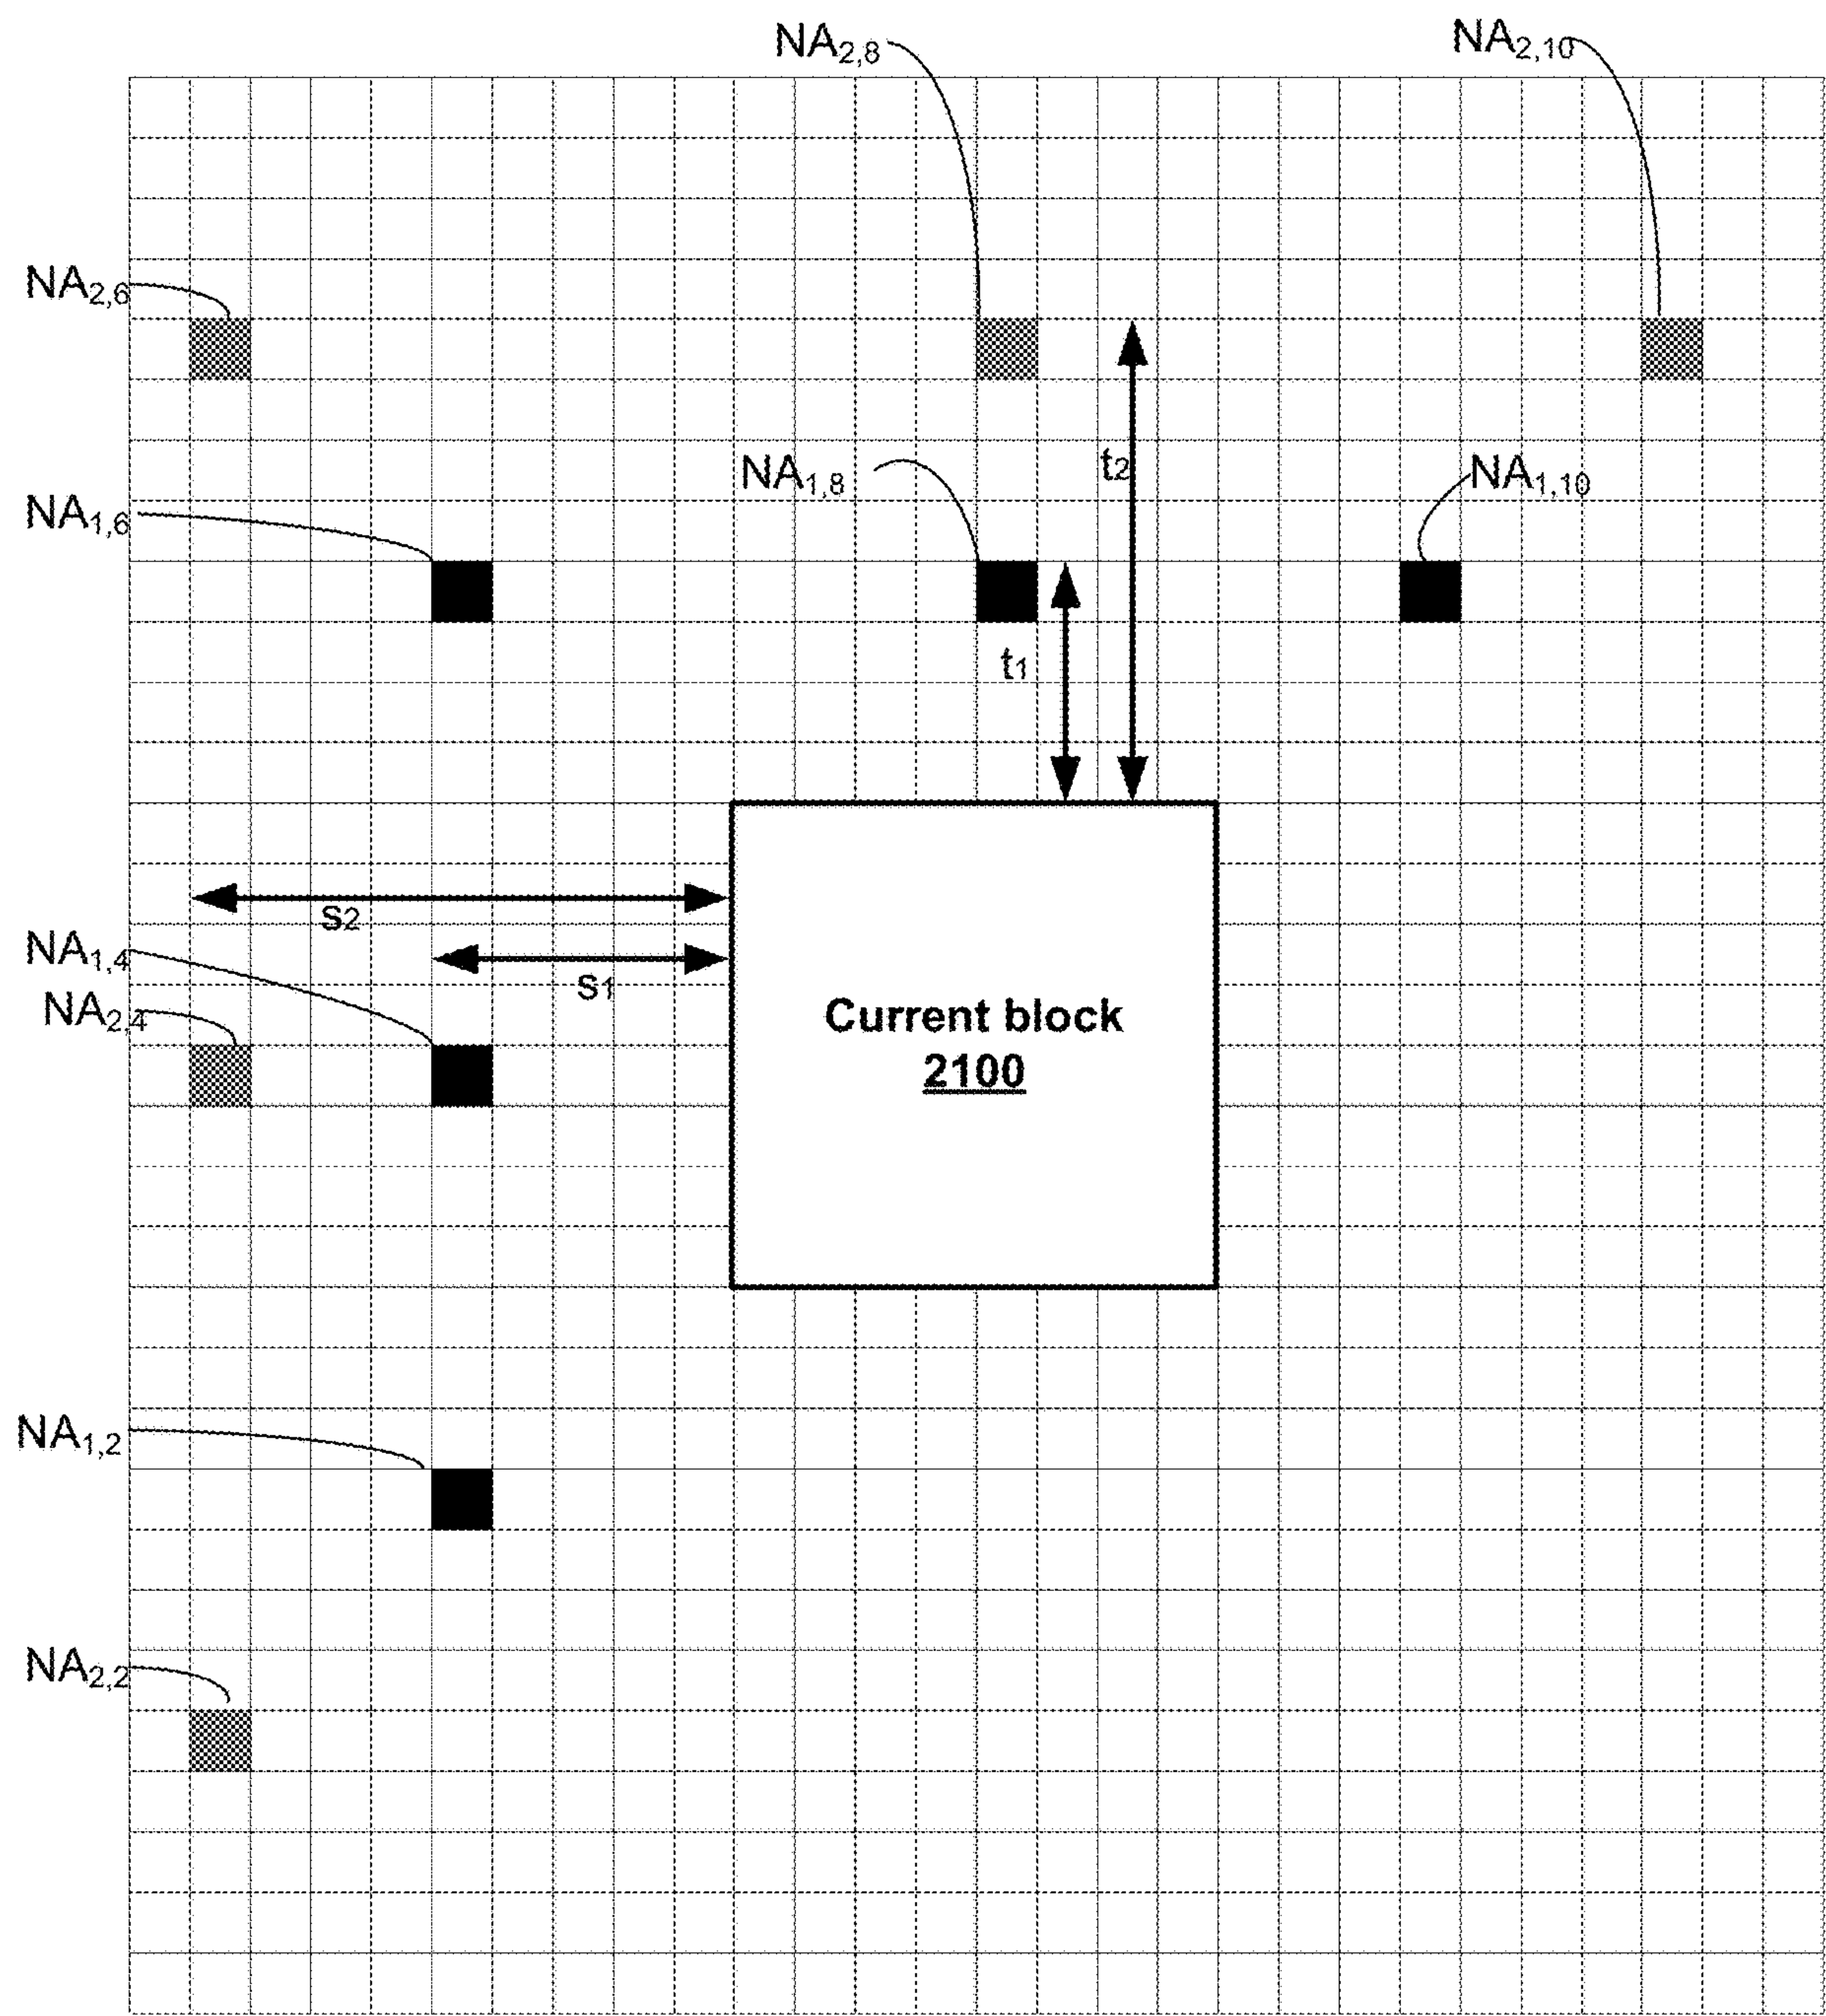 NA2,8
NA2,10
NA2,6
NA1,8
t2
NA1,10
NA1,6
t1
s2
NA1,4
s1
NA2,4
Current block
2100
NA1,2
NA2,2